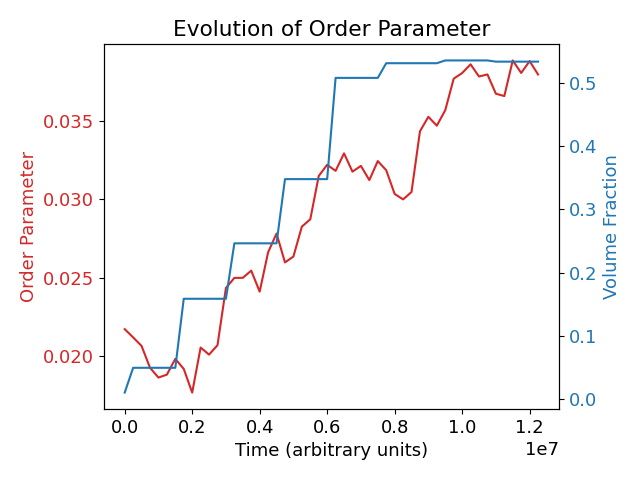 Evolution of Order Parameter
Order Parameter
0.035
0.030
0.025
0.020
0.5
0.4
0.3
0.2
0.1
0.0
Volume Fraction
0.0 0.2 0.4 0.6 0.8 1.0 1.2
1e7
Time (arbitrary units)